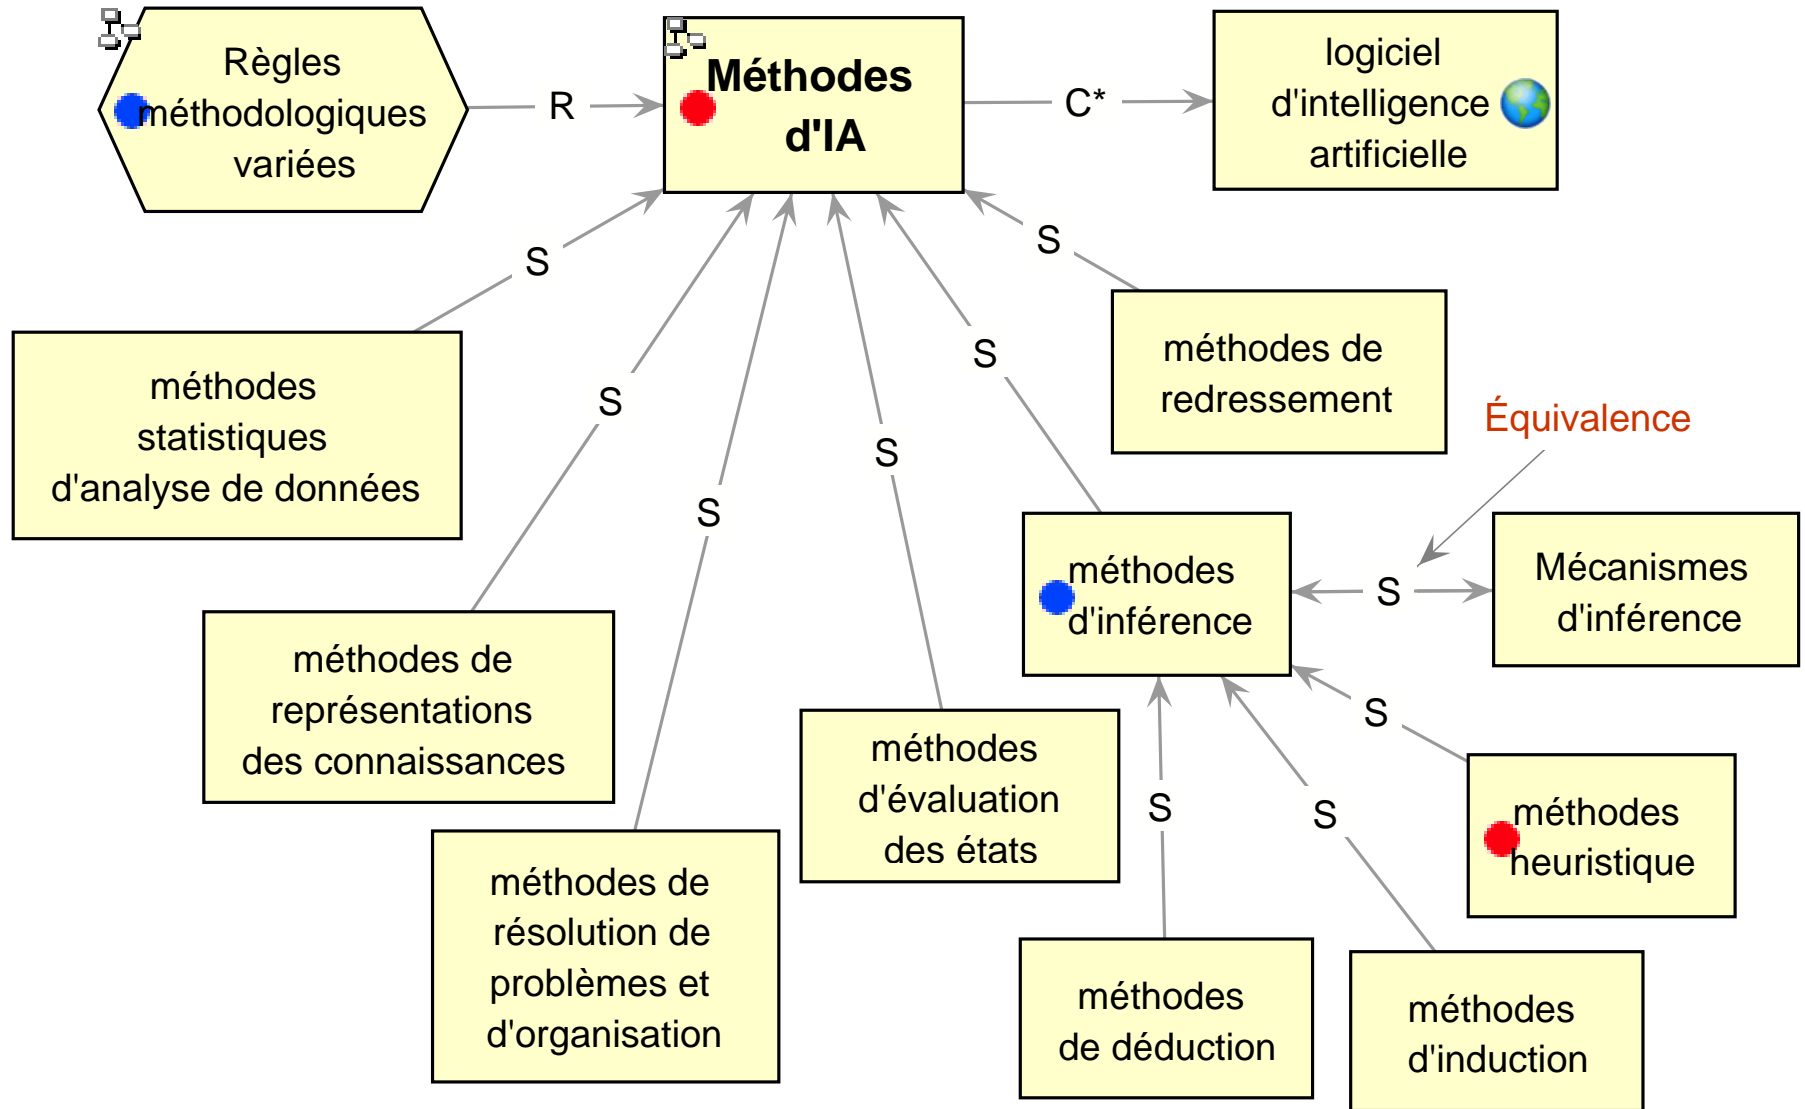 Règles
méthodologiques
variées
R
Méthodes
d'IA
C*
logiciel
d'intelligence
artificielle
S
S
S
S
S
S
méthodes
statistiques
d'analyse de données
méthodes de
redressement
Équivalence
méthodes
d'inférence
S
Mécanismes
d'inférence
méthodes de
représentations
des connaissances
méthodes
d'évaluation
des états
S
S
S
méthodes
heuristique
méthodes de
résolution de
problèmes et
d'organisation
méthodes
de déduction
méthodes
d'induction